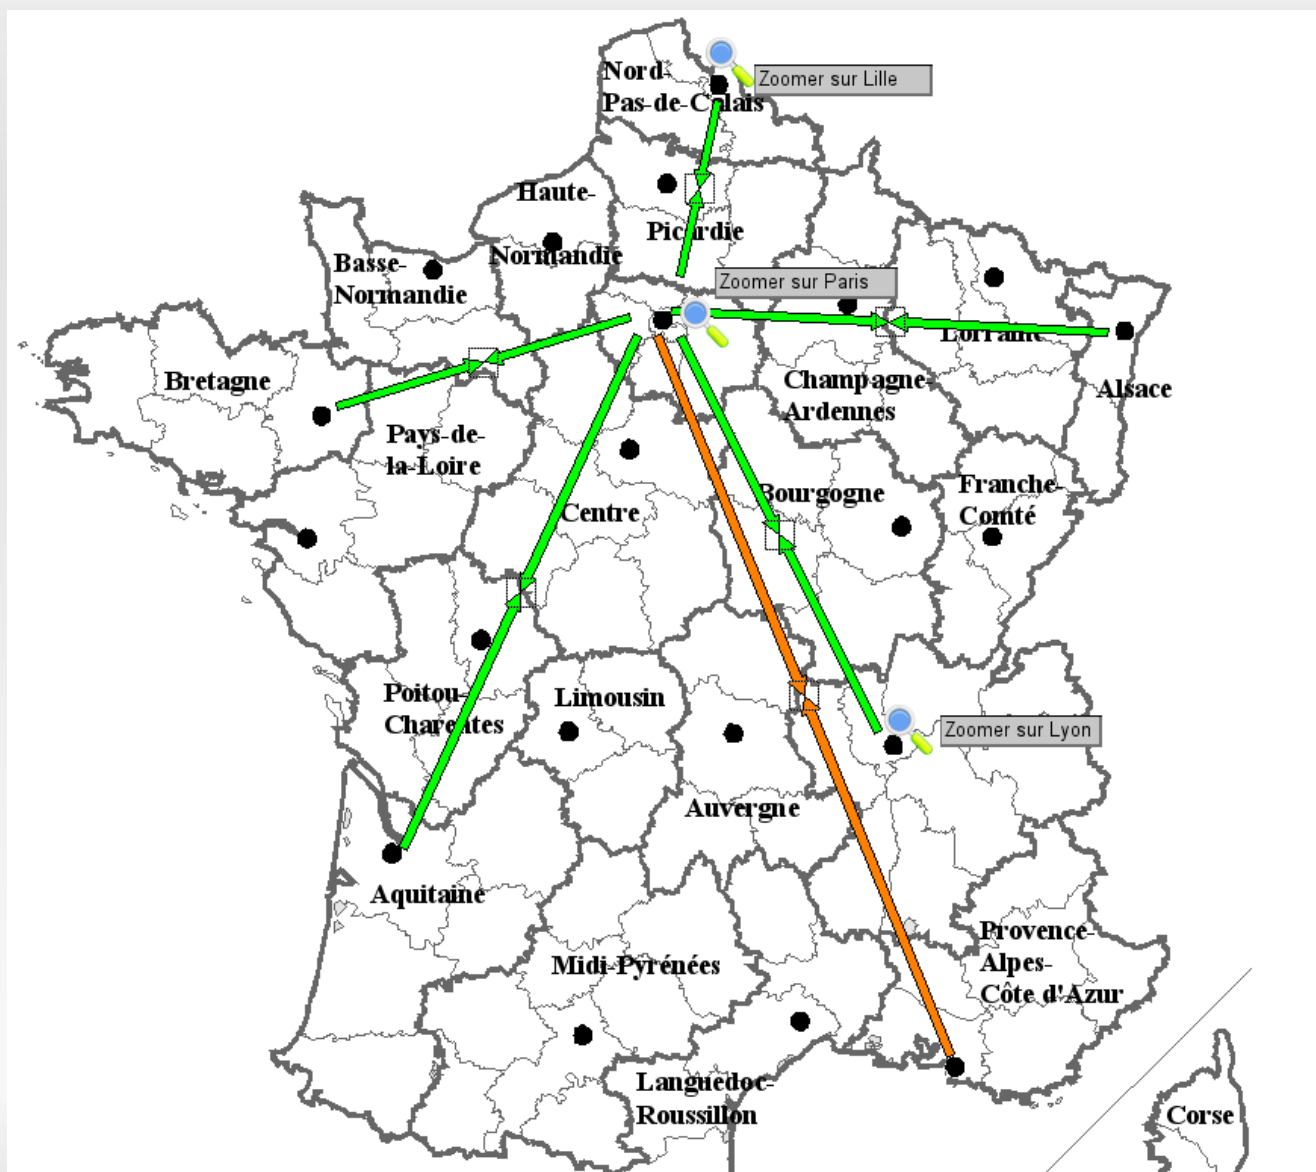 Nord-
Pas-de-Calais
Zoomer sur Lille
Haute-
Normandie
Picardie
Basse-
Normandie
Zoomer sur Paris
Lorraine
Bretagne
Champagne-
Ardennes
Alsace
Pays-de-
la-Loire
Centre
Bourgogne
Franche-
Comté
Poitou-
Charentes
Limousin
Zoomer sur Lyon
Auvergne
Aquitaine
Midi-Pyrénées
Provence-
Alpes-
Côte d'Azur
Languedoc-
Roussillon
Corse